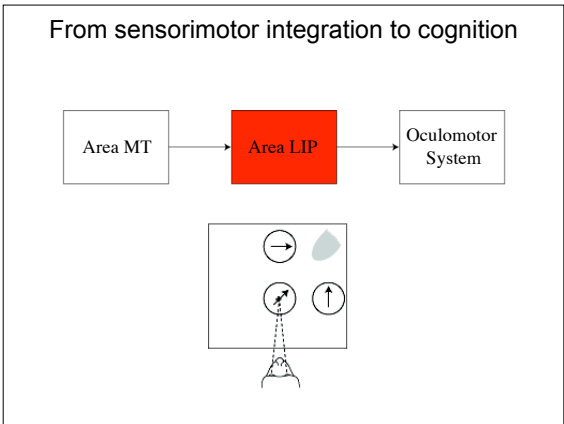 From sensorimotor integration to cognition
Area MT
Area LIP
Oculomotor
System